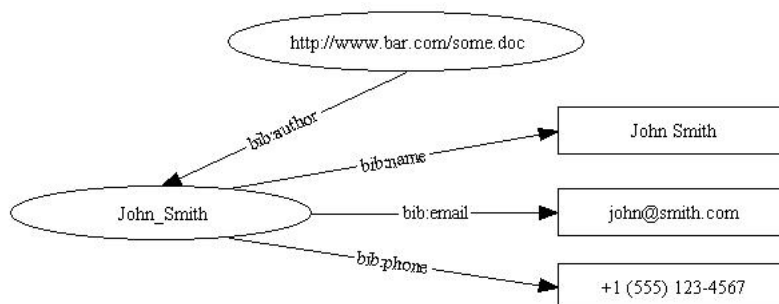 http://www.bar.com/some.doc
bib:author
bib:name
John Smith
John_Smith
bib:email
john@smith.com
bib:phone
+1 (555) 123-4567